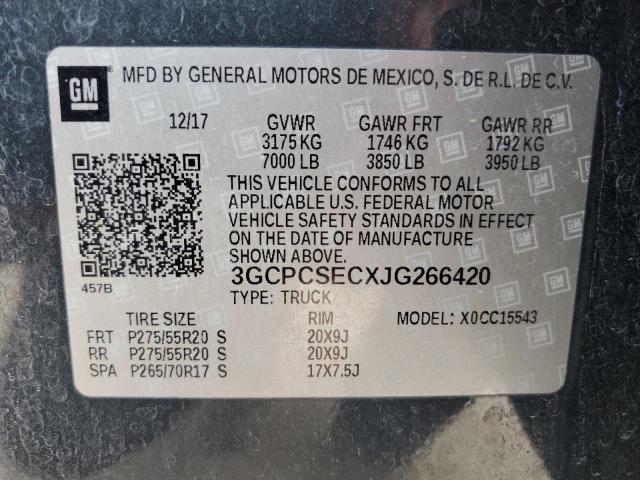 GM MFD BY GENERAL MOTORS DE MEXICO, S. DE R.L. DE C.V.
12/17 GVWR GAWR FRT GAWR RR
3175 KG 1746 KG 1792 KG
7000 LB 3850 LB 3950 LB
THIS VEHICLE CONFORMS TO ALL
APPLICABLE U.S. FEDERAL MOTOR
VEHICLE SAFETY STANDARDS IN EFFECT
ON THE DATE OF MANUFACTURE
SHOWN ABOVE.
457B 3GCPCSECXJG266420
TYPE: TRUCK
TIRE SIZE RIM MODEL: X0CC15543
FRT P275/55R20 S 20X9J
RR P275/55R20 S 20X9J
SPA P265/70R17 S 17X7.5J